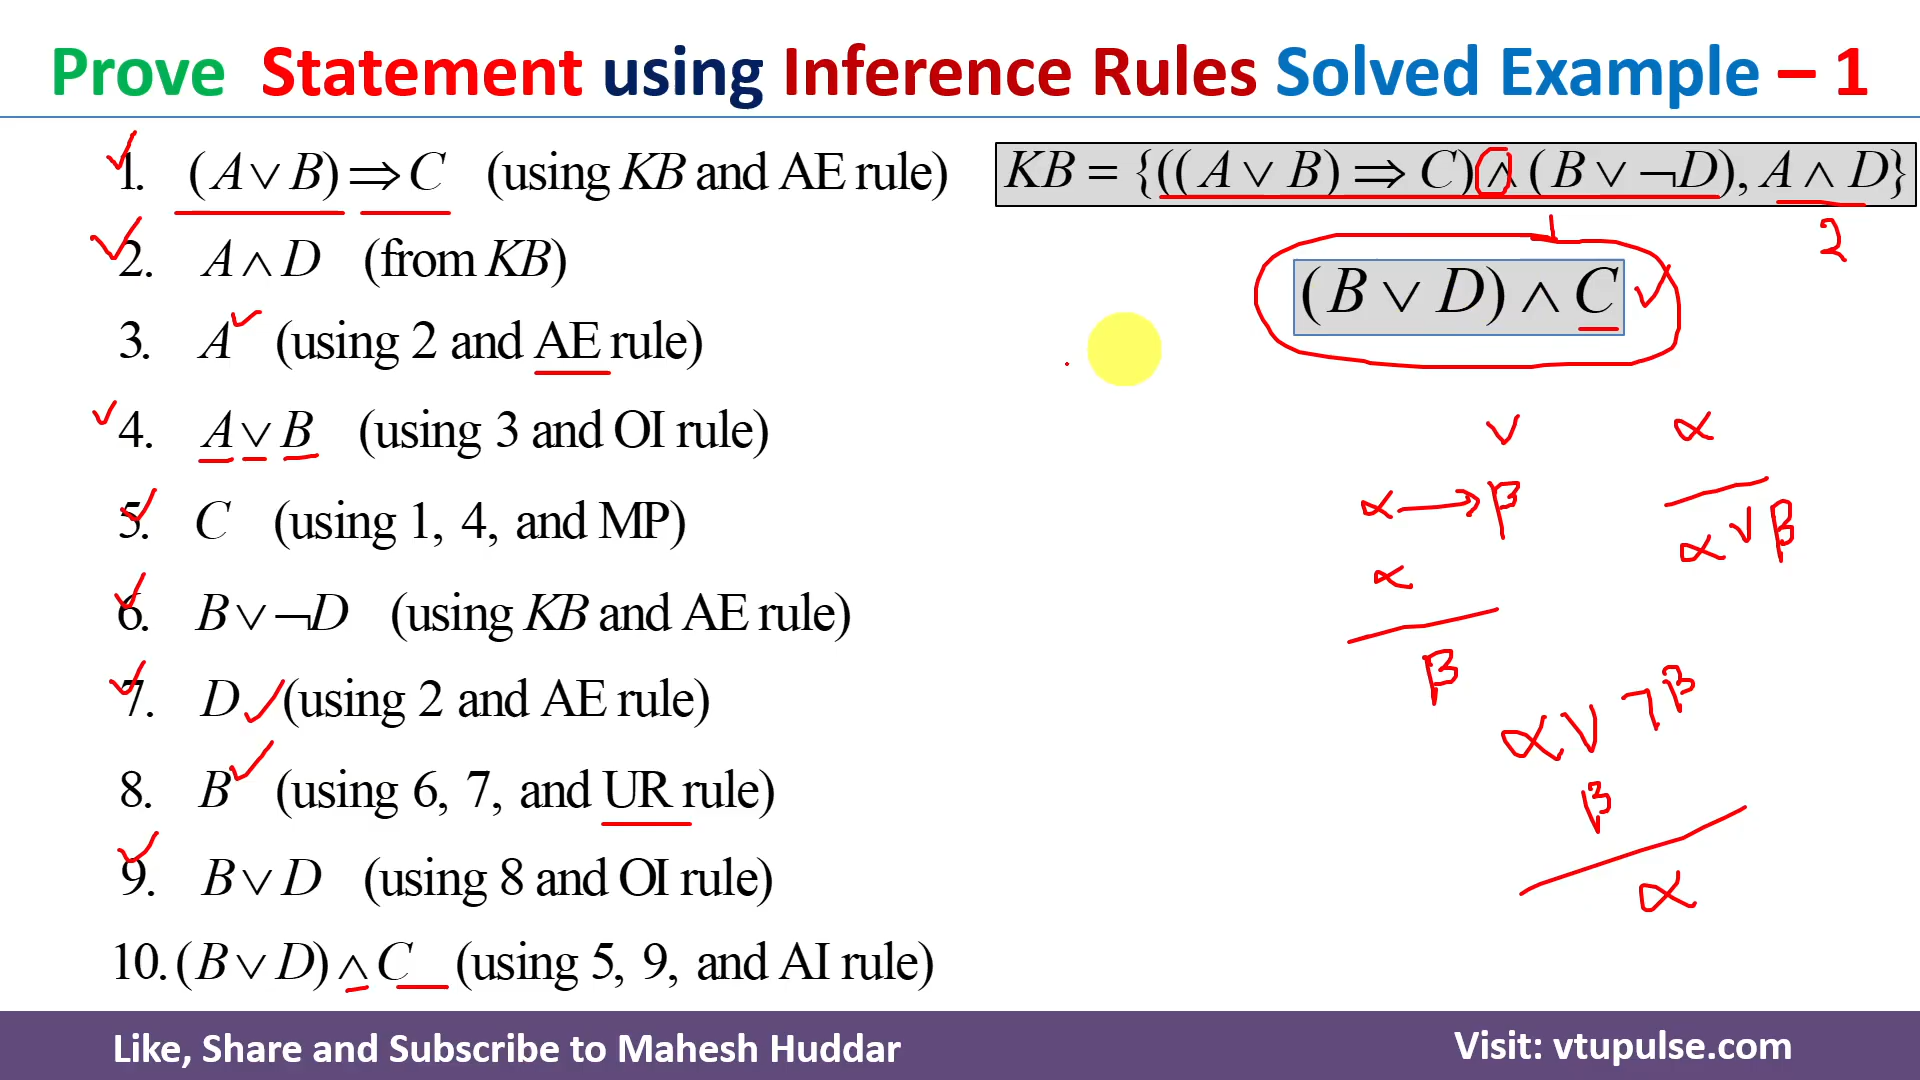 Prove Statement using Inference Rules Solved Example – 1
1. (A ∨ B) ⇒ C (using KB and AE rule)
KB = {((A ∨ B) ⇒ C) ∧ (B ∨ ¬D), A ∧ D}
1 2
2. A ∧ D (from KB)
(B ∨ D) ∧ C
3. A (using 2 and AE rule)
4. A ∨ B (using 3 and OI rule)
5. C (using 1, 4, and MP)
6. B ∨ ¬D (using KB and AE rule)
7. D (using 2 and AE rule)
8. B (using 6, 7, and UR rule)
9. B ∨ D (using 8 and OI rule)
10. (B ∨ D) ∧ C (using 5, 9, and AI rule)
∨
α → β
α
β
α
α ∨ β
α ∨ ¬β
β
α
Like, Share and Subscribe to Mahesh Huddar
Visit: vtupulse.com